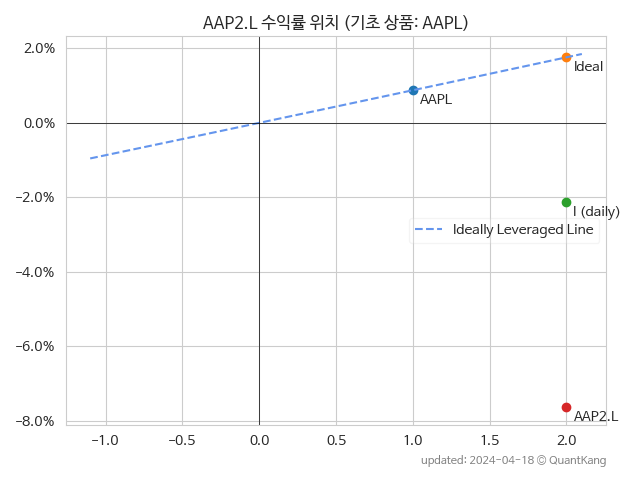 AAP2.L 수익률 위치 (기초 상품: AAPL)
2.0%
0.0%
−2.0%
−4.0%
−6.0%
−8.0%
Ideal
AAPL
I (daily)
Ideally Leveraged Line
AAP2.L
−1.0 −0.5 0.0 0.5 1.0 1.5 2.0
updated: 2024-04-18 © QuantKang